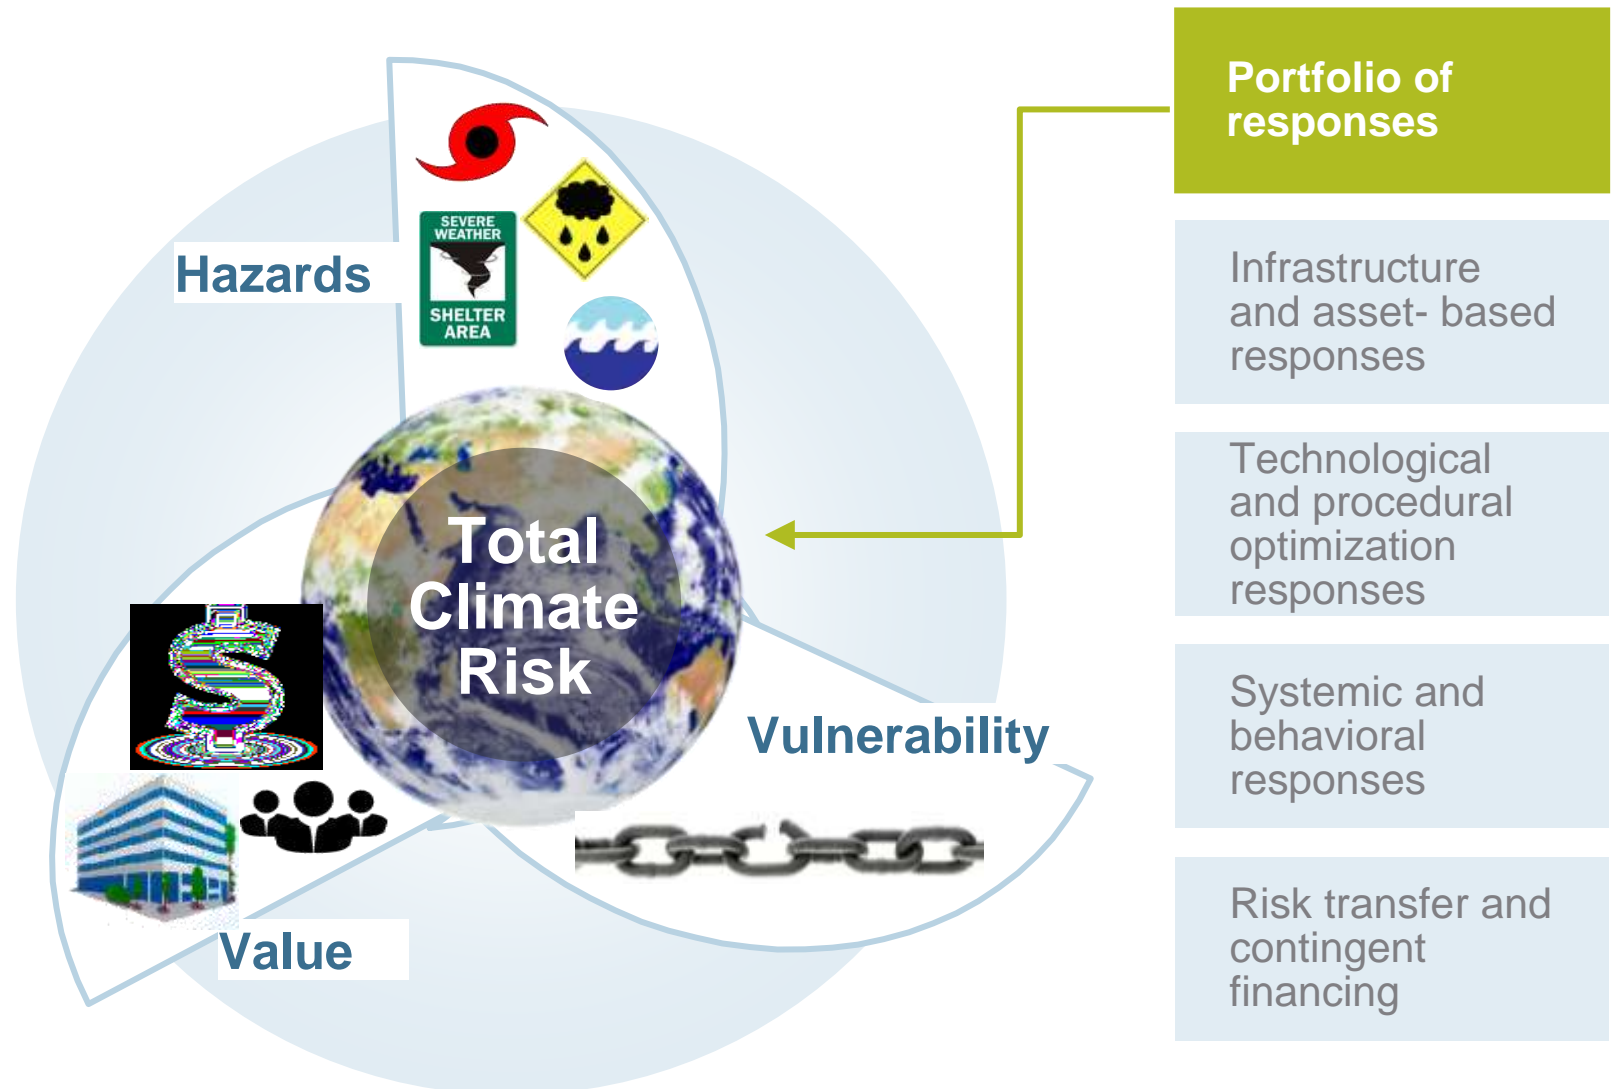 Portfolio of
responses
Hazards
SEVERE
WEATHER
SHELTER
AREA
Infrastructure
and asset- based
responses
Technological
and procedural
optimization
responses
Total
Climate
Risk
$
Vulnerability
Systemic and
behavioral
responses
Value
Risk transfer and
contingent
financing